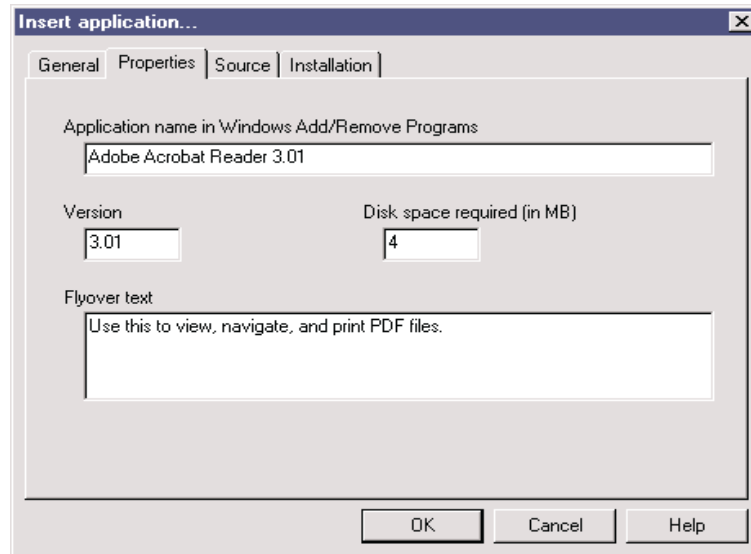 Insert application...
General Properties Source Installation
Application name in Windows Add/Remove Programs
Adobe Acrobat Reader 3.01
Version Disk space required (in MB)
3.01 4
Flyover text
Use this to view, navigate, and print PDF files.
OK Cancel Help